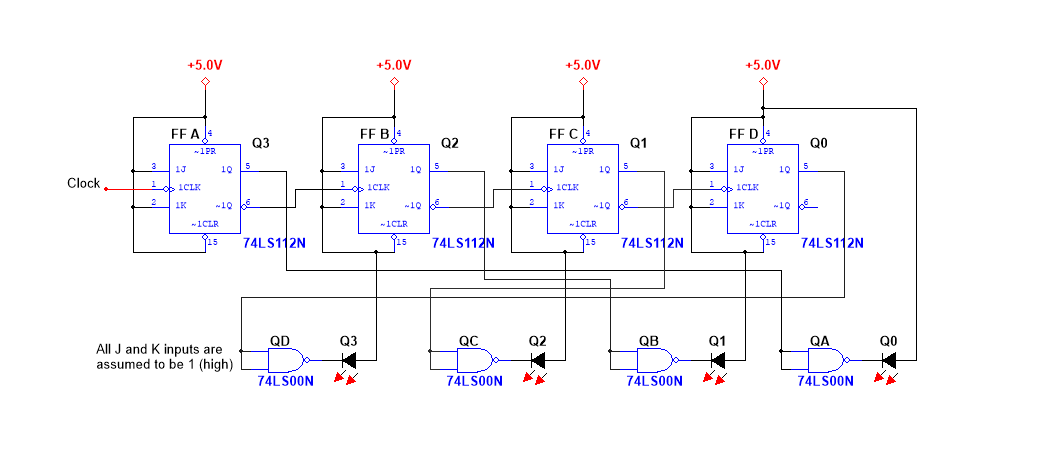 +5.0V +5.0V +5.0V +5.0V
FF A 4 Q3 FF B 4 Q2 FF C 4 Q1 FF D 4 Q0
~1PR ~1PR ~1PR ~1PR
3 1J 1Q 5 3 1J 1Q 5 3 1J 1Q 5 3 1J 1Q 5
Clock 1 1CLK 1 1CLK 1 1CLK 1 1CLK
2 1K ~1Q 6 2 1K ~1Q 6 2 1K ~1Q 6 2 1K ~1Q 6
~1CLR ~1CLR ~1CLR ~1CLR
15 74LS112N 15 74LS112N 15 74LS112N 15 74LS112N
QD Q3 QC Q2 QB Q1 QA Q0
All J and K inputs are
assumed to be 1 (high)
74LS00N 74LS00N 74LS00N 74LS00N